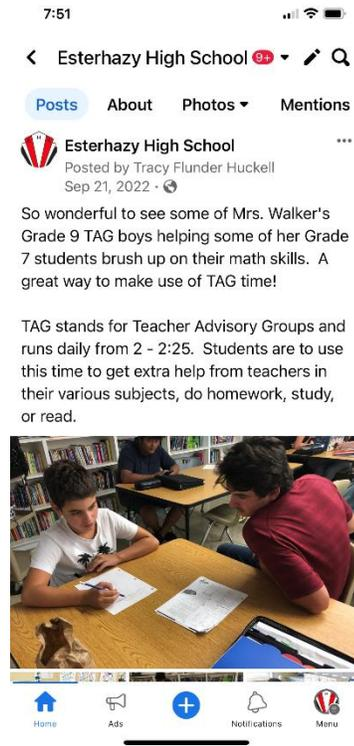 7:51
Esterhazy High School 9+
Posts About Photos Mentions
Esterhazy High School
Posted by Tracy Flunder Huckell
Sep 21, 2022 ·
So wonderful to see some of Mrs. Walker's
Grade 9 TAG boys helping some of her Grade
7 students brush up on their math skills. A
great way to make use of TAG time!
TAG stands for Teacher Advisory Groups and
runs daily from 2 - 2:25. Students are to use
this time to get extra help from teachers in
their various subjects, do homework, study,
or read.
Home Ads Notifications Menu